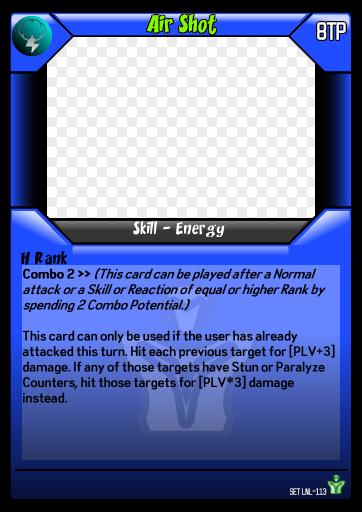 Air Shot
8TP
Skill - Energy
H Rank
Combo 2 >> (This card can be played after a Normal
attack or a Skill or Reaction of equal or higher Rank by
spending 2 Combo Potential.)
This card can only be used if the user has already
attacked this turn. Hit each previous target for [PLV+3]
damage. If any of those targets have Stun or Paralyze
Counters, hit those targets for [PLV*3] damage
instead.
SET LNL-113